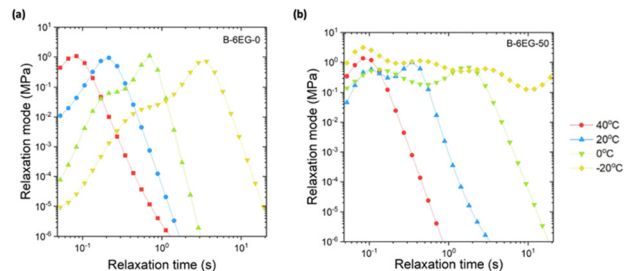 (a)
B-6EG-0
10¹
10⁰
10⁻¹
10⁻²
10⁻³
10⁻⁴
10⁻⁵
10⁻⁶
Relaxation mode (MPa)
10⁻¹
10⁰
10¹
Relaxation time (s)
(b)
B-6EG-50
10¹
10⁰
10⁻¹
10⁻²
10⁻³
10⁻⁴
10⁻⁵
10⁻⁶
Relaxation mode (MPa)
10⁻¹
10⁰
10¹
Relaxation time (s)
40⁰C
20⁰C
0⁰C
-20⁰C